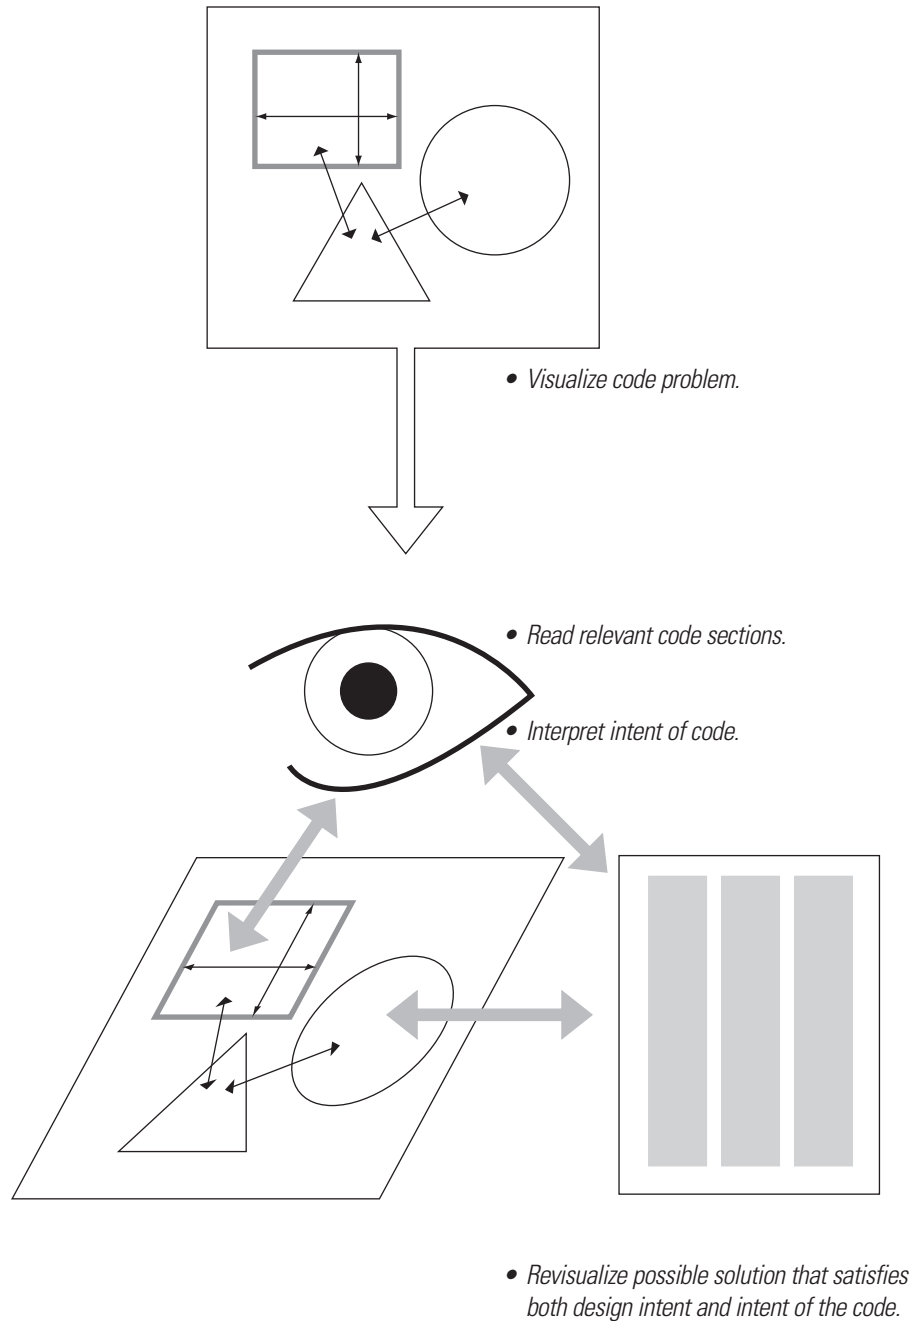 • Visualize code problem.
• Read relevant code sections.
• Interpret intent of code.
• Revisualize possible solution that satisfies
both design intent and intent of the code.